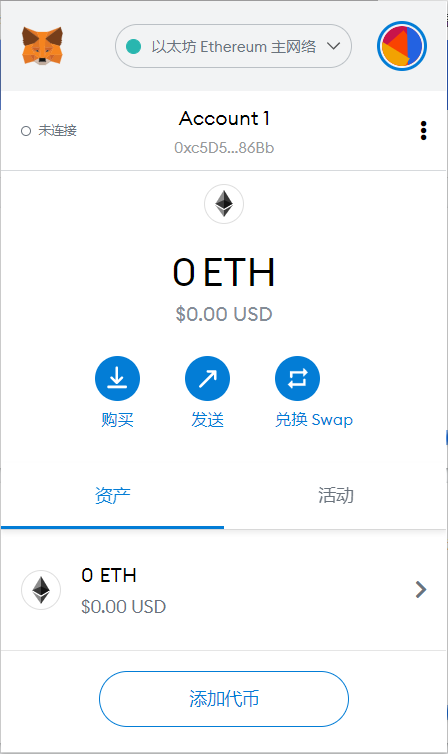 以太坊 Ethereum 主网络
未连接
Account 1
0xc5D5...86Bb
0 ETH
$0.00 USD
购买
发送
兑换 Swap
资产
活动
0 ETH
$0.00 USD
添加代币